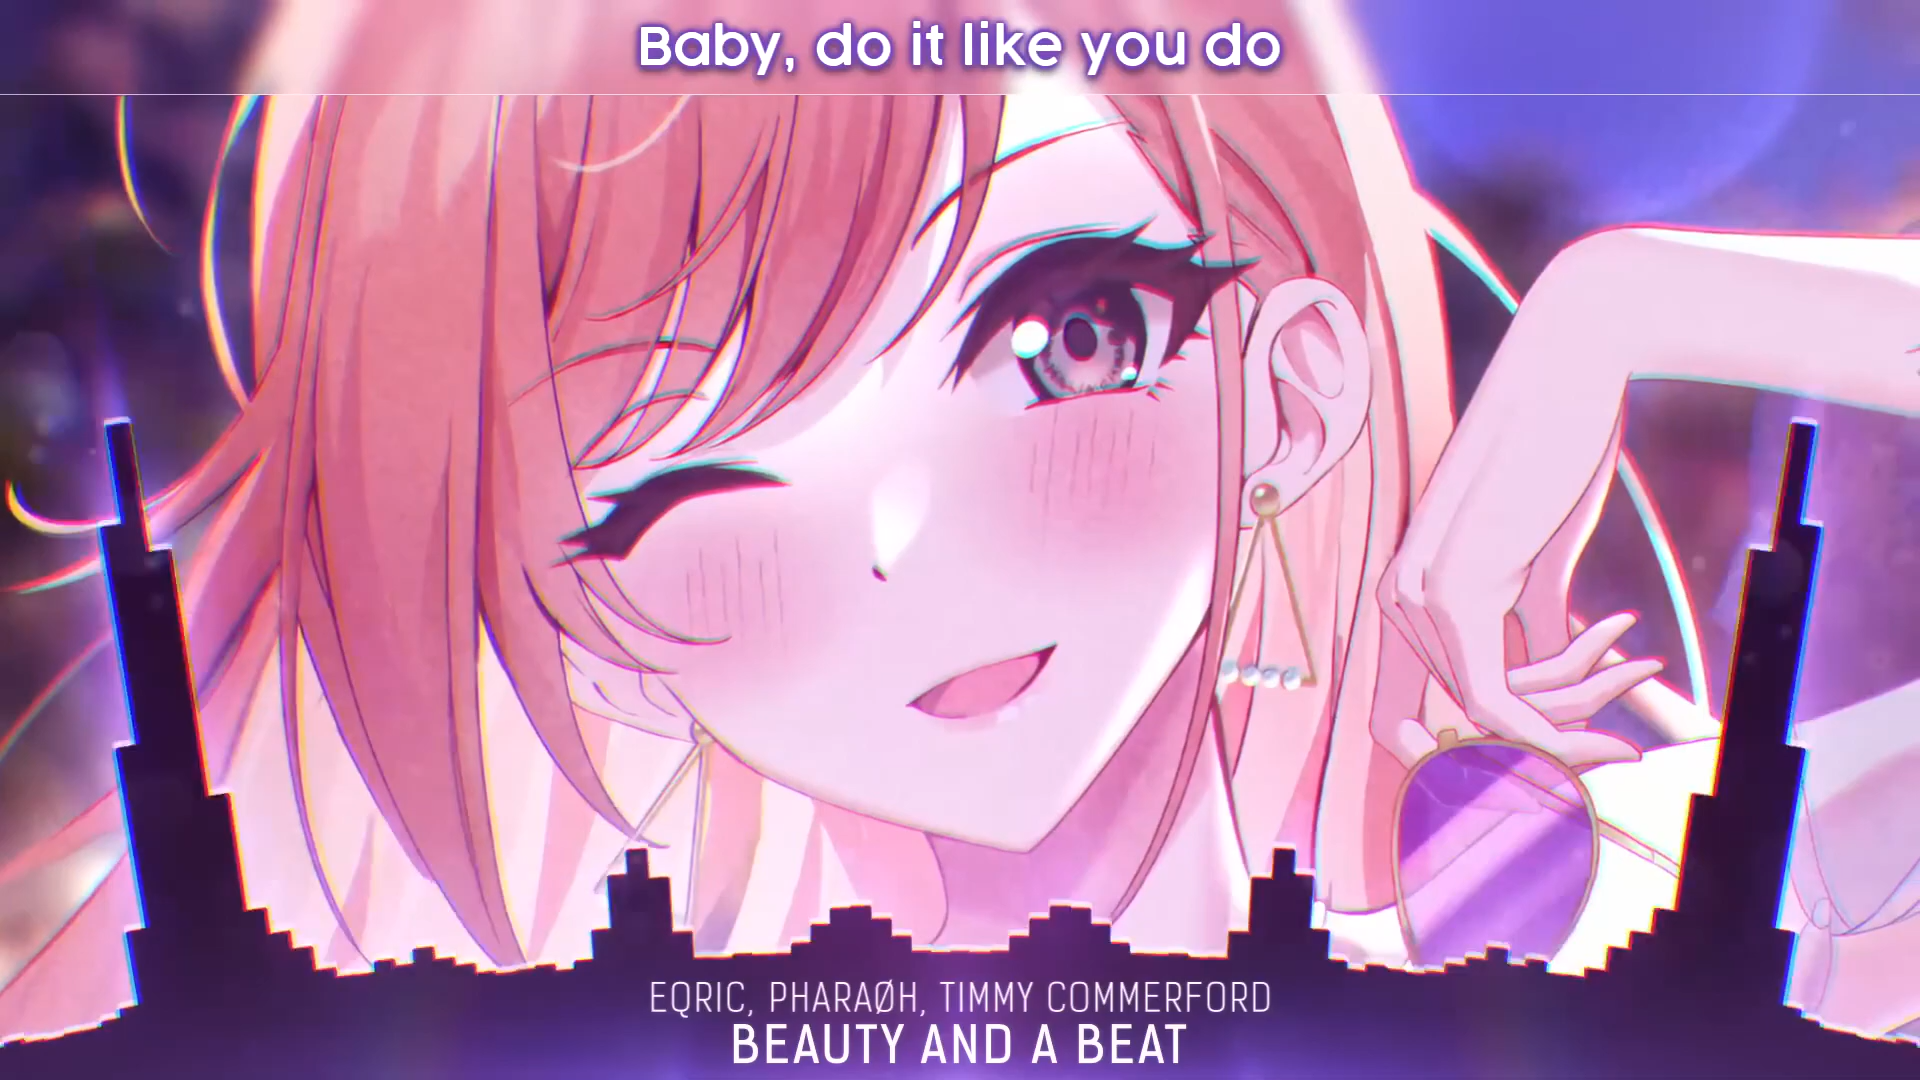 Baby, do it like you do
EQRIC, PHARAØH, TIMMY COMMERFORD
BEAUTY AND A BEAT